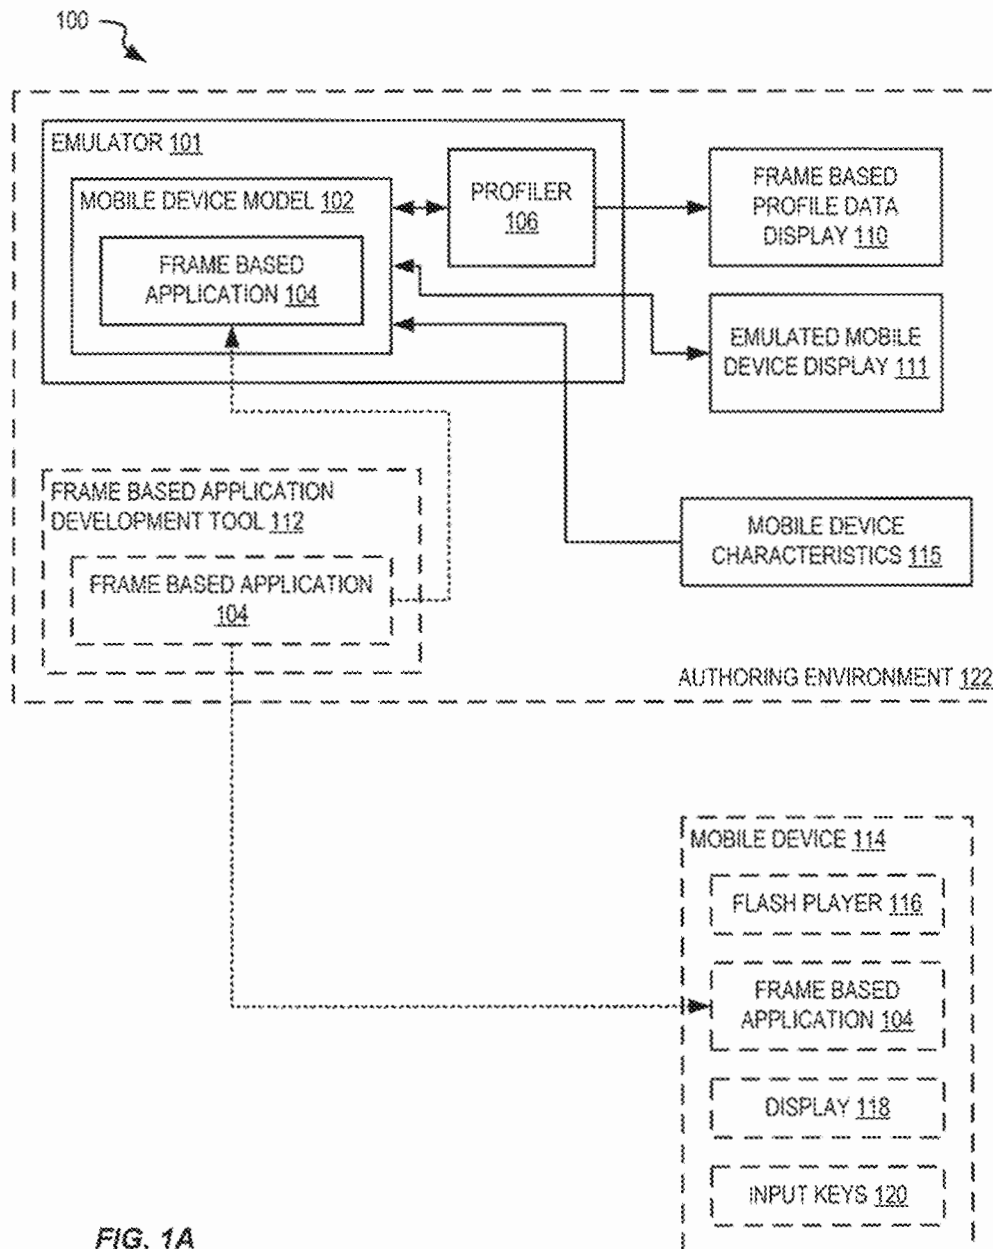 100
EMULATOR 101
MOBILE DEVICE MODEL 102
FRAME BASED
APPLICATION 104
PROFILER
106
FRAME BASED
PROFILE DATA
DISPLAY 110
EMULATED MOBILE
DEVICE DISPLAY 111
FRAME BASED APPLICATION
DEVELOPMENT TOOL 112
FRAME BASED APPLICATION
104
MOBILE DEVICE
CHARACTERISTICS 115
AUTHORING ENVIRONMENT 122
MOBILE DEVICE 114
FLASH PLAYER 116
FRAME BASED
APPLICATION 104
DISPLAY 118
INPUT KEYS 120
FIG. 1A